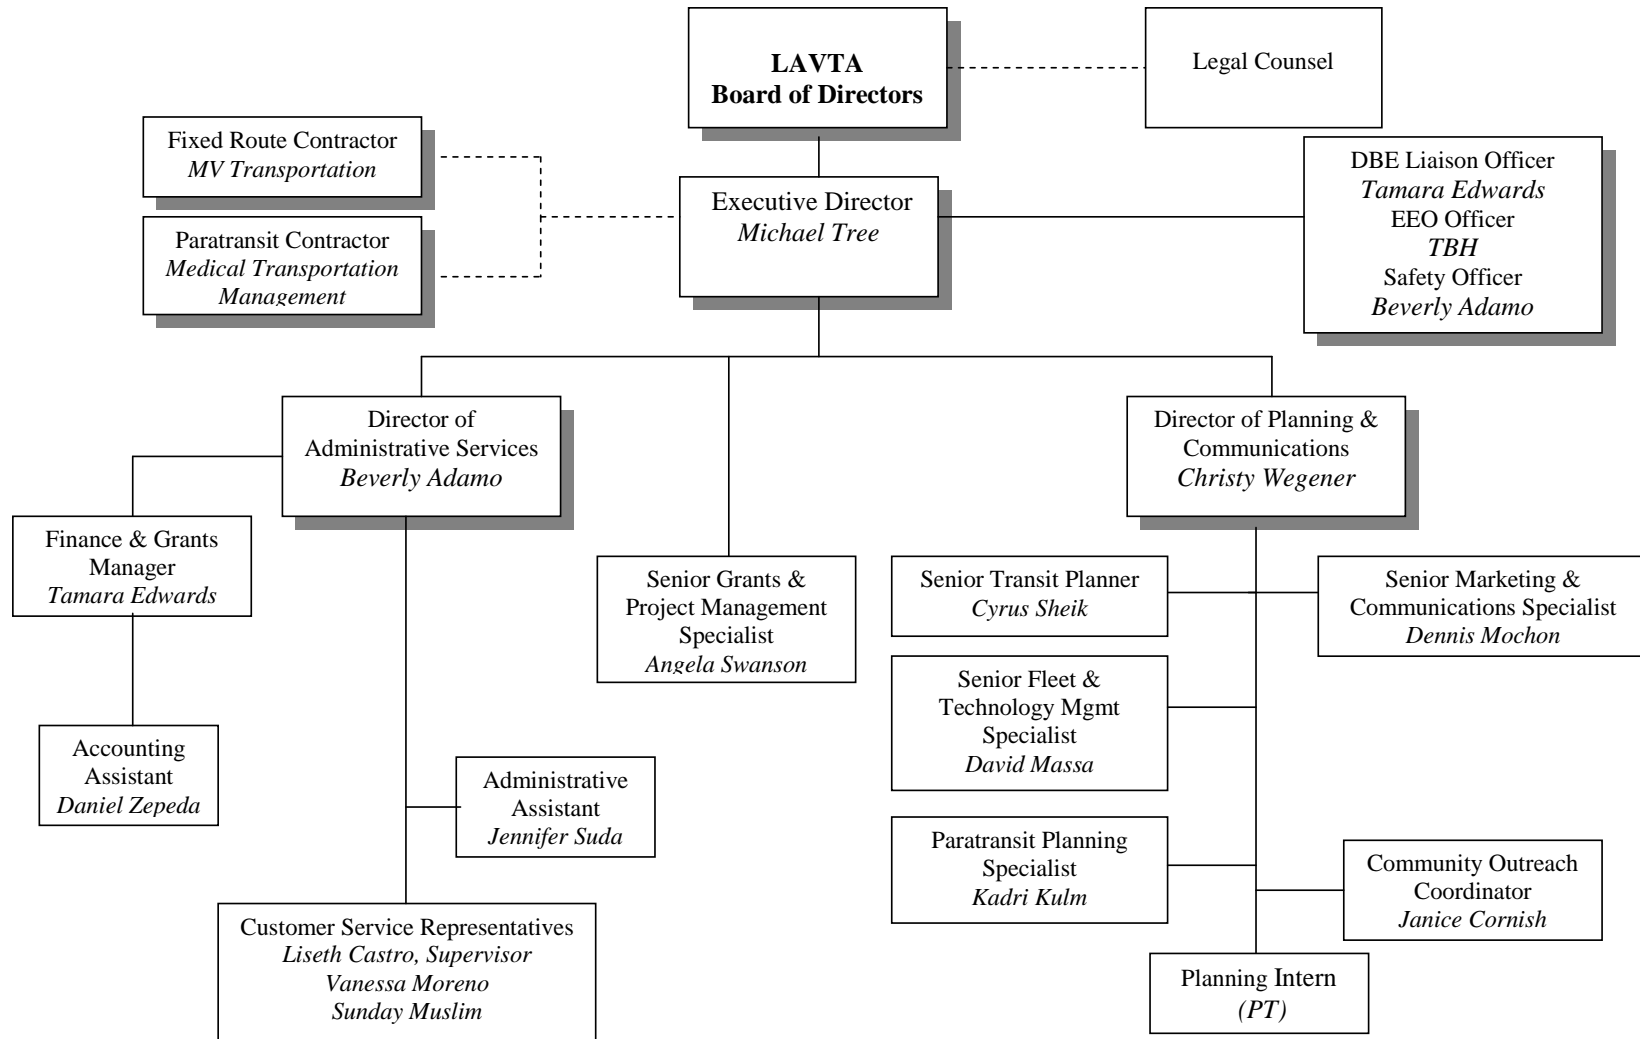 LAVTA
Board of Directors
Legal Counsel
Fixed Route Contractor
MV Transportation
Paratransit Contractor
Medical Transportation
Management
Executive Director
Michael Tree
DBE Liaison Officer
Tamara Edwards
EEO Officer
TBH
Safety Officer
Beverly Adamo
Director of
Administrative Services
Beverly Adamo
Director of Planning &
Communications
Christy Wegener
Finance & Grants
Manager
Tamara Edwards
Senior Grants &
Project Management
Specialist
Angela Swanson
Senior Transit Planner
Cyrus Sheik
Senior Marketing &
Communications Specialist
Dennis Mochon
Senior Fleet &
Technology Mgmt
Specialist
David Massa
Accounting
Assistant
Daniel Zepeda
Administrative
Assistant
Jennifer Suda
Paratransit Planning
Specialist
Kadri Kulm
Community Outreach
Coordinator
Janice Cornish
Customer Service Representatives
Liseth Castro, Supervisor
Vanessa Moreno
Sunday Muslim
Planning Intern
(PT)